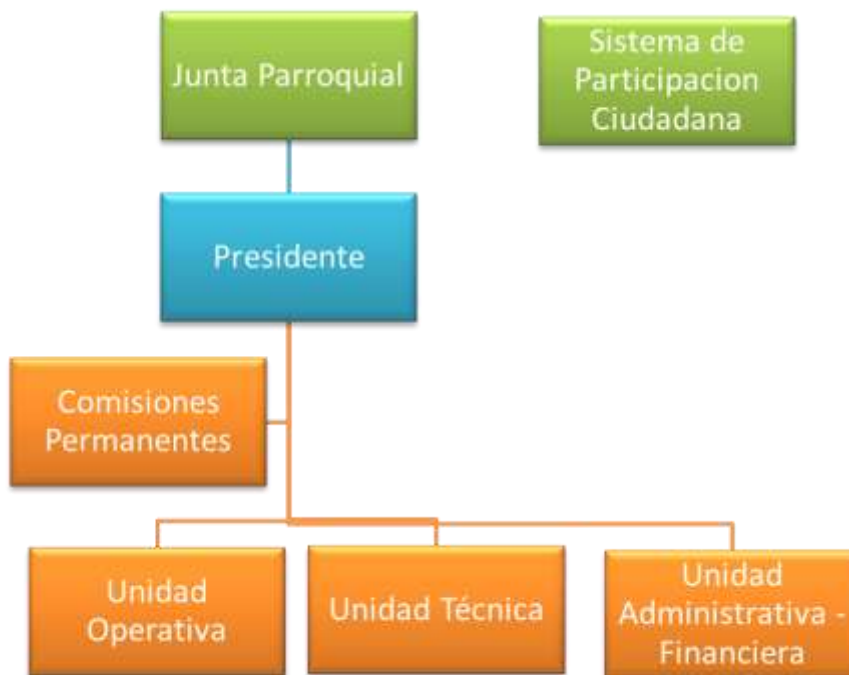 Junta Parroquial
Sistema de
Participacion
Ciudadana
Presidente
Comisiones
Permanentes
Unidad
Operativa
Unidad Técnica
Unidad
Administrativa -
Financiera